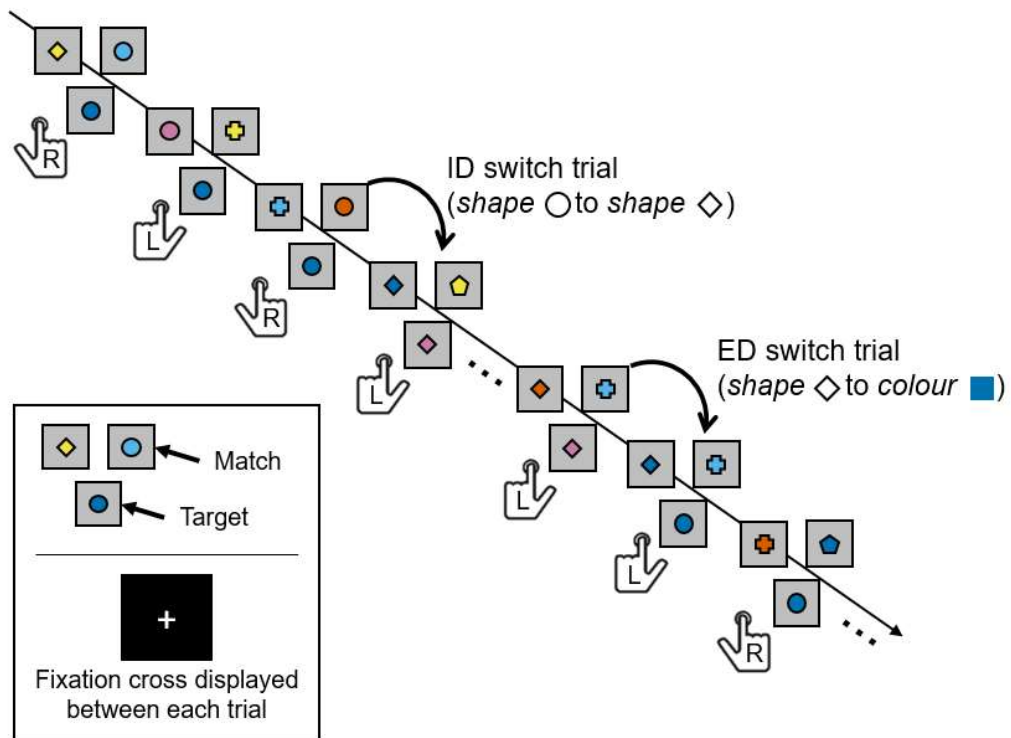 R
L
ID switch trial
(shape ○ to shape ◇)
R
L
ED switch trial
(shape ◇ to colour ■)
L
L
R
Match
Target
Fixation cross displayed
between each trial